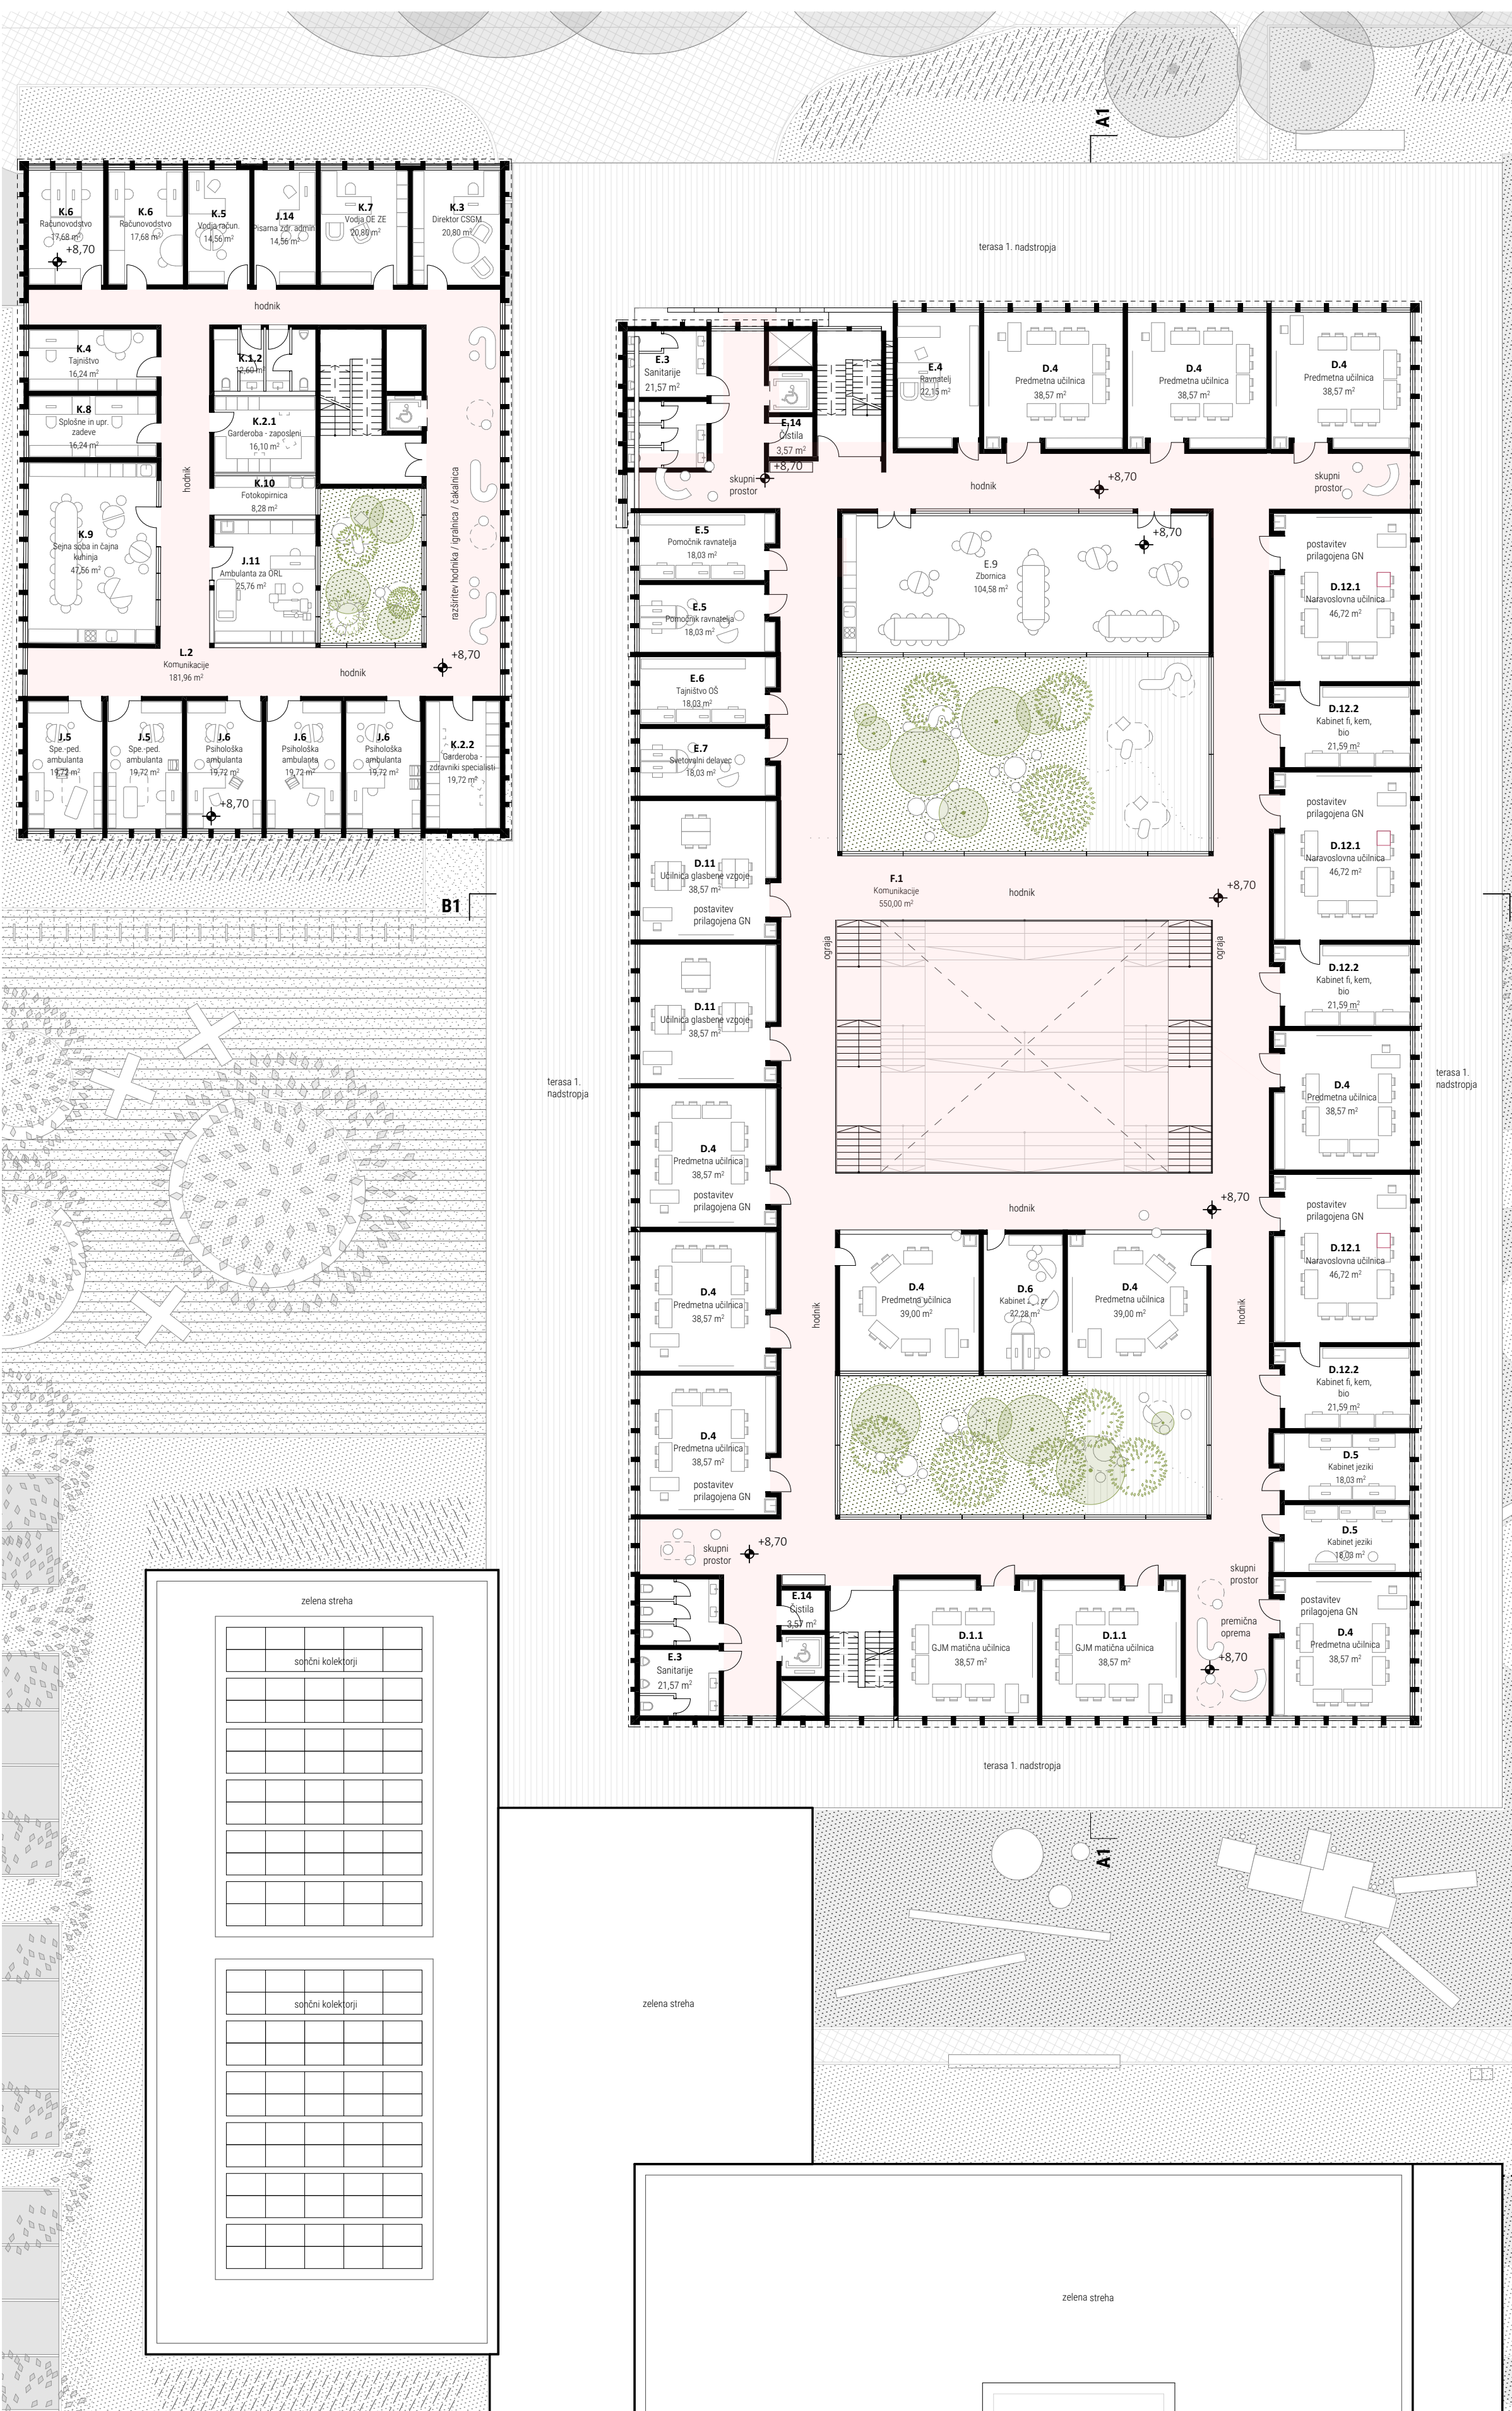 A1
K.6
Računovodstvo
17,68 m²
+8,70
K.6
Računovodstvo
17,68 m²
K.5
Vodja račun.
14,56 m²
J.14
Pisarna zdr. admin.
14,56 m²
K.7
Vodja OE ZE
20,80 m²
K.3
Direktor CSGM
20,80 m²
terasa 1. nadstropja
hodnik
K.4
Tajništvo
16,24 m²
K.1,2
12,60 m²
K.8
Splošne in upr.
zadeve
16,24 m²
K.2.1
Garderoba - zaposleni
16,10 m²
hodnik
K.10
Fotokopirnica
8,28 m²
K.9
Sejna soba in čajna
kuhinja
47,56 m²
J.11
Ambulanta za ORL
25,76 m²
razširitev hodnika / igralnica / čakalnica
L.2
Komunikacije
181,96 m²
hodnik
+8,70
J.5
Spe.-ped.
ambulanta
19,72 m²
J.5
Spe.-ped.
ambulanta
19,72 m²
J.6
Psihološka
ambulanta
19,72 m²
J.6
Psihološka
ambulanta
19,72 m²
J.6
Psihološka
ambulanta
19,72 m²
K.2.2
Garderoba -
zdravniki specialisti
19,72 m²
+8,70
B1
E.3
Sanitarije
21,57 m²
E.14
Čistila
3,57 m²
+8,70
skupni
prostor
E.4
Ravnatelj
22,15 m²
D.4
Predmetna učilnica
38,57 m²
D.4
Predmetna učilnica
38,57 m²
D.4
Predmetna učilnica
38,57 m²
hodnik
+8,70
skupni
prostor
E.5
Pomočnik ravnatelja
18,03 m²
E.9
Zbornica
104,58 m²
+8,70
postavitev
prilagojena GN
D.12.1
Naravoslovna učilnica
46,72 m²
E.5
Pomočnik ravnatelja
18,03 m²
E.6
Tajništvo OŠ
18,03 m²
D.12.2
Kabinet fi, kem,
bio
21,59 m²
E.7
Svetovalni delavec
18,03 m²
postavitev
prilagojena GN
D.12.1
Naravoslovna učilnica
46,72 m²
D.11
Učilnica glasbene vzgoje
38,57 m²
postavitev
prilagojena GN
F.1
Komunikacije
550,00 m²
hodnik
+8,70
ograja
ograja
D.12.2
Kabinet fi, kem,
bio
21,59 m²
D.11
Učilnica glasbene vzgoje
38,57 m²
terasa 1.
nadstropja
D.4
Predmetna učilnica
38,57 m²
terasa 1.
nadstropja
D.4
Predmetna učilnica
38,57 m²
postavitev
prilagojena GN
hodnik
+8,70
postavitev
prilagojena GN
D.12.1
Naravoslovna učilnica
46,72 m²
D.4
Predmetna učilnica
38,57 m²
hodnik
D.4
Predmetna učilnica
39,00 m²
D.6
Kabinet
22,28 m²
D.4
Predmetna učilnica
39,00 m²
hodnik
D.12.2
Kabinet fi, kem,
bio
21,59 m²
D.4
Predmetna učilnica
38,57 m²
postavitev
prilagojena GN
D.5
Kabinet jeziki
18,03 m²
D.5
Kabinet jeziki
18,03 m²
skupni
prostor
+8,70
skupni
prostor
E.14
Čistila
3,57 m²
E.3
Sanitarije
21,57 m²
D.1.1
GJM matična učilnica
38,57 m²
D.1.1
GJM matična učilnica
38,57 m²
premična
oprema
+8,70
postavitev
prilagojena GN
D.4
Predmetna učilnica
38,57 m²
terasa 1. nadstropja
zelena streha
sončni kolektorji
A1
sončni kolektorji
zelena streha
zelena streha